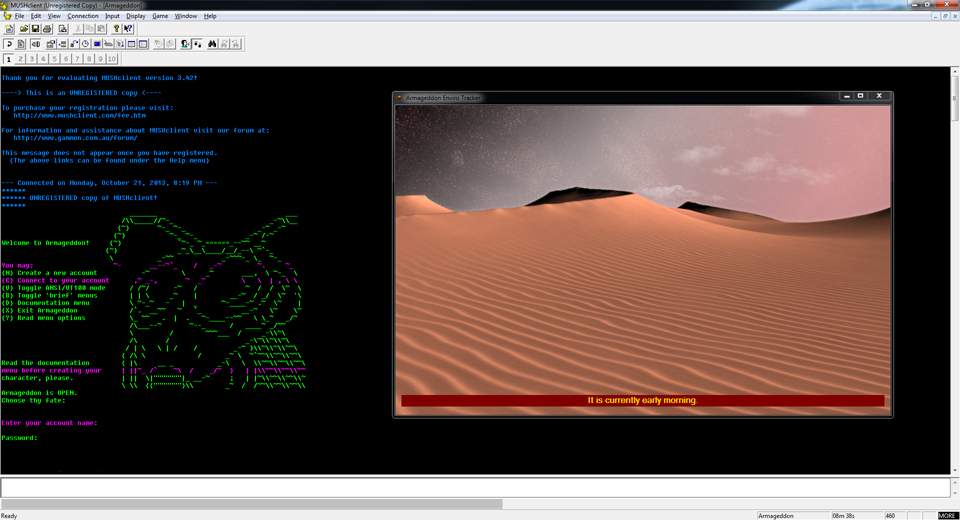 MUSHclient (Unregistered Copy) - [Armageddon]
File Edit View Connection Input Display Game Window Help
1 2 3 4 5 6 7 8 9 10
Thank you for evaluating MUSHclient version 3.42!
----> This is an UNREGISTERED copy <----
To purchase your registration please visit:
http://www.mushclient.com/fee.htm
For information and assistance about MUSHclient visit our forum at:
http://www.gammon.com.au/forum/
This message does not appear once you have registered.
(The above links can be found under the Help menu)
--- Connected on Monday, October 21, 2013, 8:19 PM ---
******
****** UNREGISTERED copy of MUSHclient!
******
Welcome to Armageddon!
You may:
(N) Create a new account
(C) Connect to your account
(V) Toggle ANSI/VT100 mode
(B) Toggle 'brief' menus
(D) Documentation menu
(X) Exit Armageddon
(?) Read menu options
Read the documentation
menu before creating your
character, please.
Armageddon is OPEN.
Choose thy fate:
Enter your account name:
Password:
Armageddon Enviro Tracker
It is currently early morning.
Ready
Armageddon
08m 38s
460
MORE